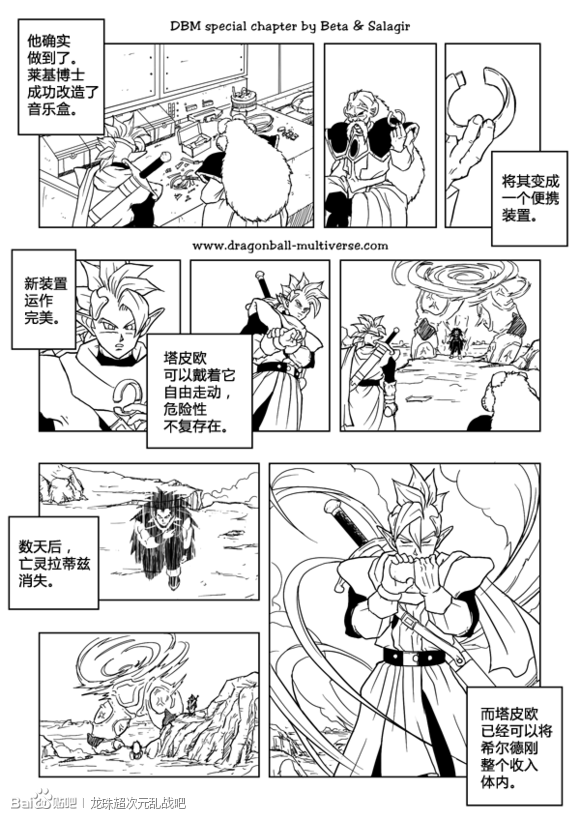 DBM special chapter by Beta & Salagir
他确实
做到了。
莱基博士
成功改造了
音乐盒。
将其变成
一个便携
装置。
www.dragonball-multiverse.com
新装置
运作
完美。
塔皮欧
可以戴着它
自由走动，
危险性
不复存在。
数天后，
亡灵拉蒂兹
消失。
而塔皮欧
已经可以将
希尔德刚
整个收入
体内。
Bai du 贴吧 | 龙珠超次元乱战吧